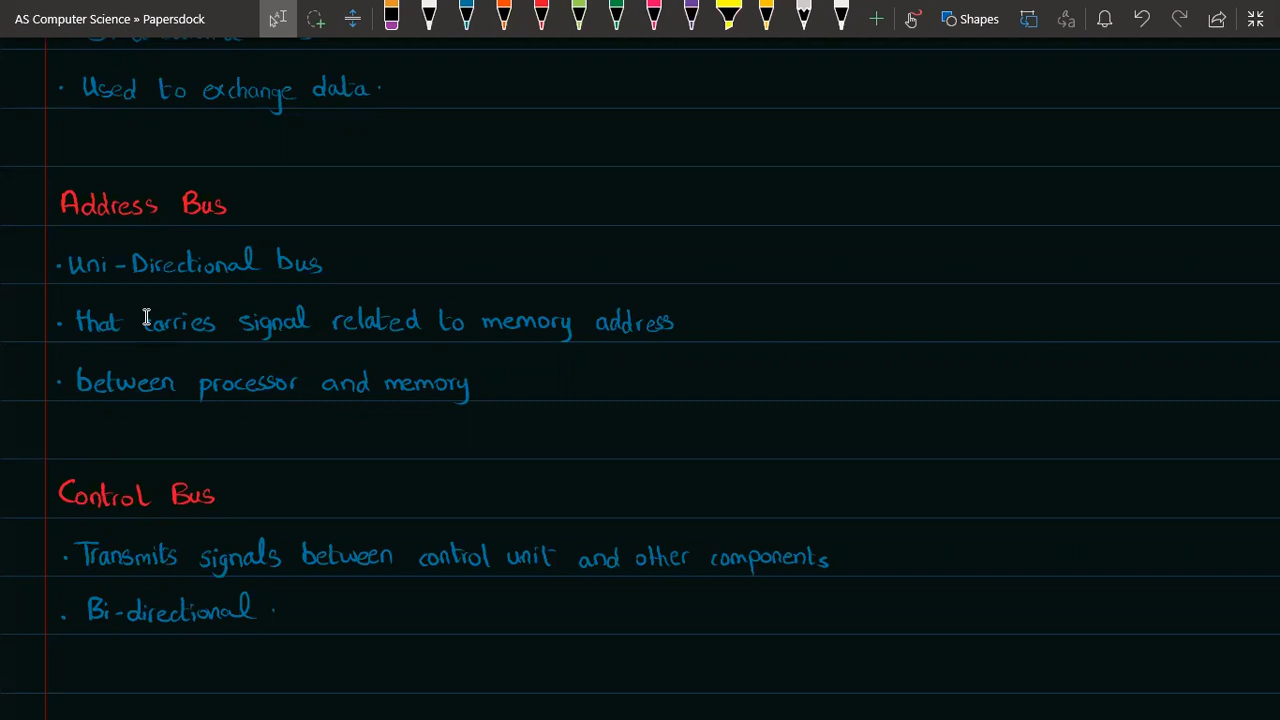 AS Computer Science » Papersdock
Shapes
· Used to exchange data ·
Address Bus
· Uni-Directional bus
· that carries signal related to memory address
· between processor and memory
Control Bus
· Transmits signals between control unit and other components
· Bi-directional ·